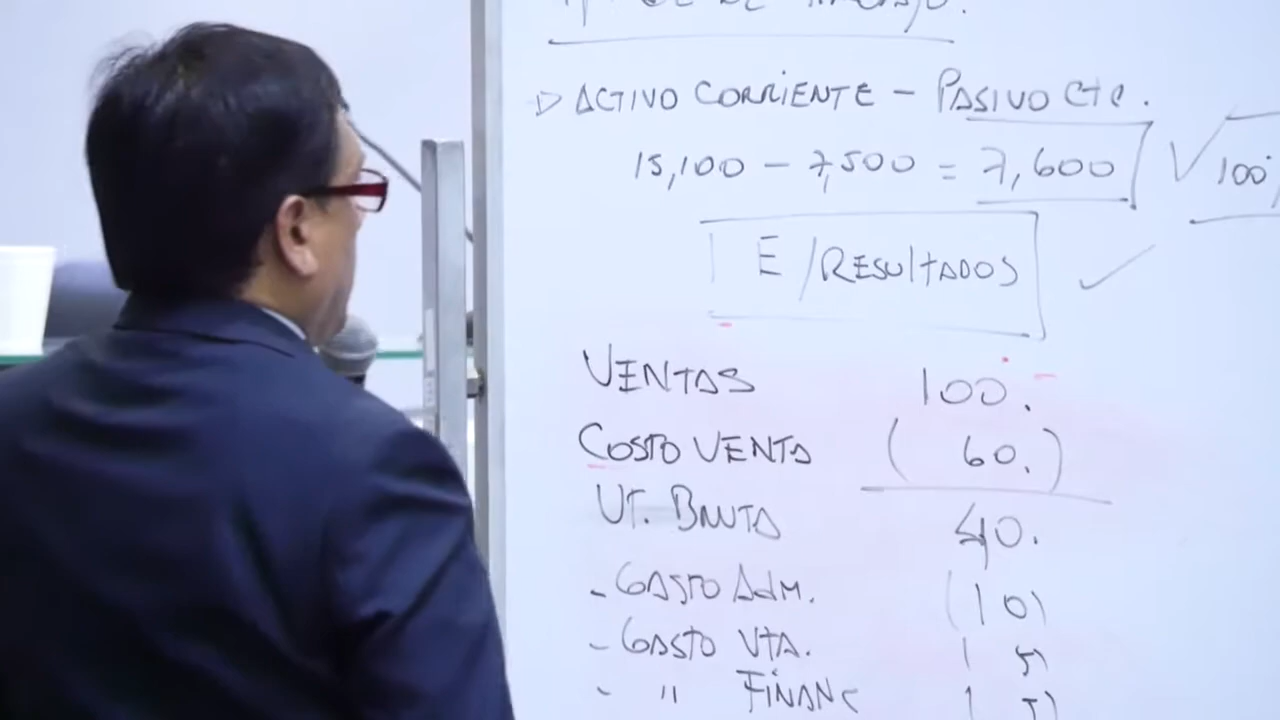 ▷ ACTIVO CORRIENTE – PASIVO CTE.
15,100 – 7,500 = 7,600 √ 100%
E/RESULTADOS ✓
VENTAS 100.
COSTO VENTA ( 60. )
UT. BRUTA 40.
- GASTO ADM. (10)
- GASTO VTA. ( 5)
- " FINANC ( 5)